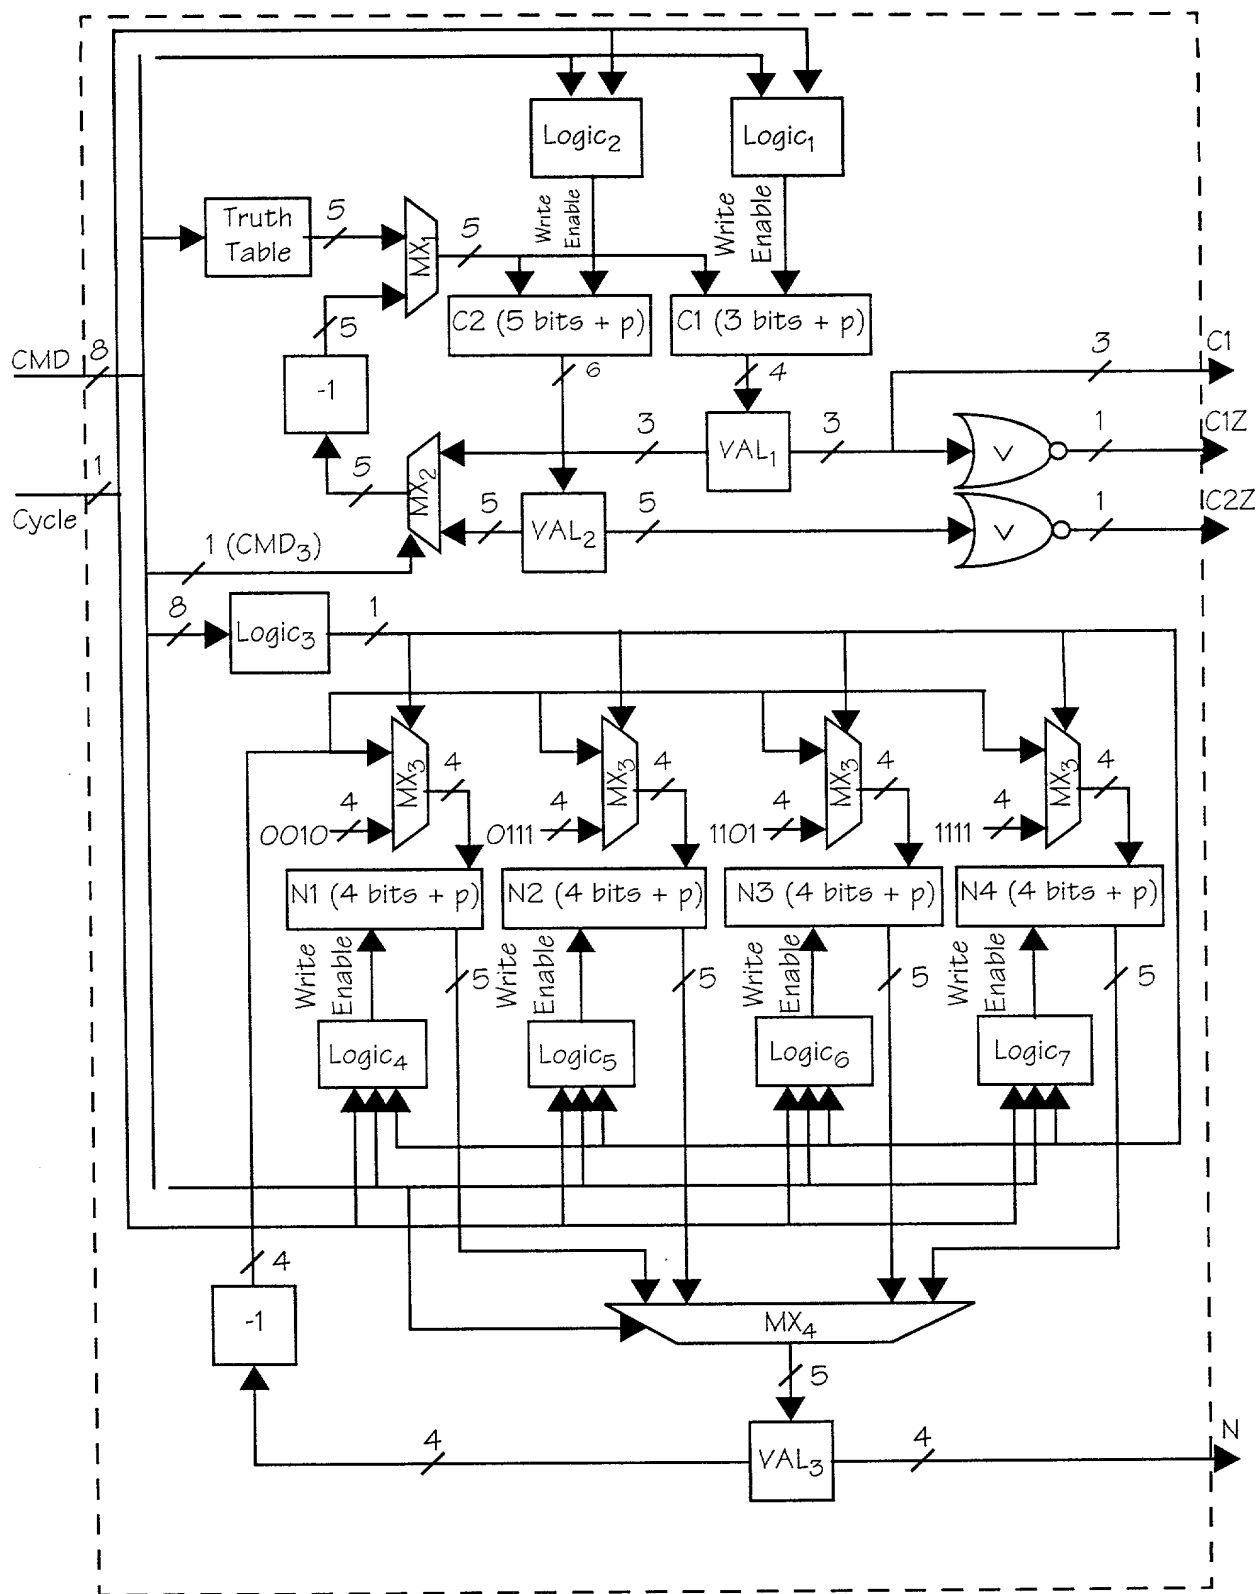 Logic2
Logic1
Write
Enable
Write
Enable
Truth
Table
5
MX1
5
C2 (5 bits + p)
C1 (3 bits + p)
5
CMD
8
-1
6
4
3
C1
3
VAL1
3
V
1
C1Z
5
MX2
1
Cycle
5
VAL2
5
V
1
C2Z
1 (CMD3)
8
Logic3
1
MX3
4
MX3
4
MX3
4
MX3
4
4
0010
4
0111
4
1101
4
1111
N1 (4 bits + p)
N2 (4 bits + p)
N3 (4 bits + p)
N4 (4 bits + p)
Write
Enable
5
Write
Enable
5
Write
Enable
5
Write
Enable
5
Logic4
Logic5
Logic6
Logic7
4
-1
MX4
5
4
VAL3
4
N